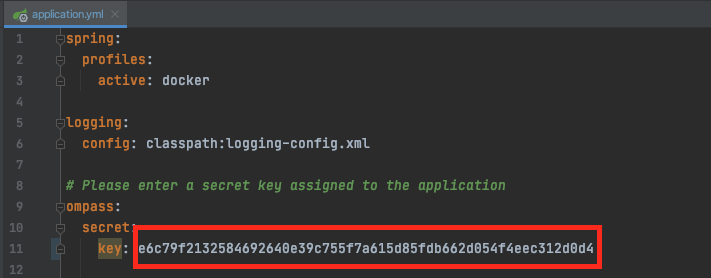 application.yml
1 spring:
2 profiles:
3 active: docker
4
5 logging:
6 config: classpath:logging-config.xml
7
8 # Please enter a secret key assigned to the application
9 ompass:
10 secret:
11 key: e6c79f2132584692640e39c755f7a615d85fdb662d054f4eec312d0d4
12